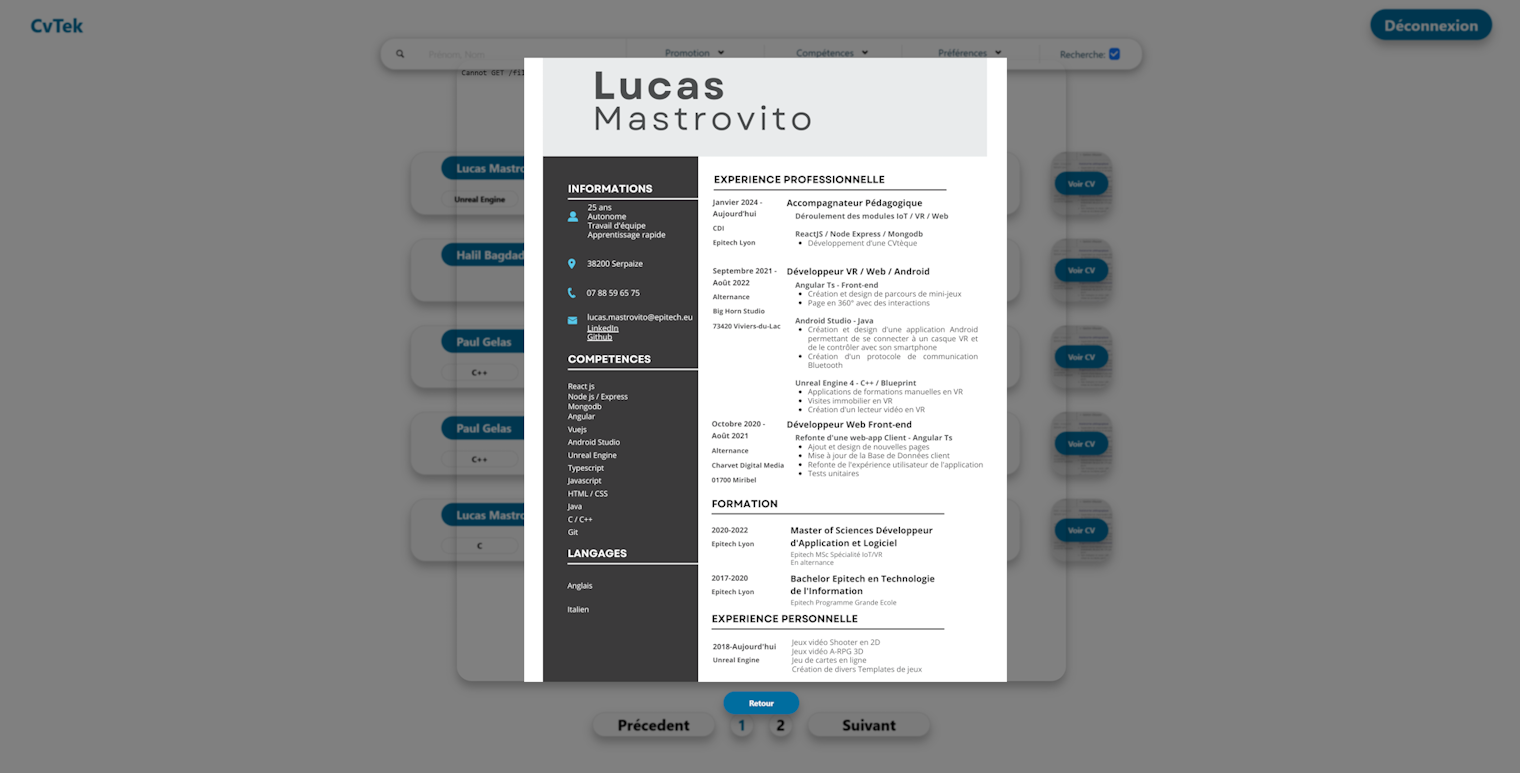 CvTek
Déconnexion
Prénom, Nom
Promotion
Compétences
Préférences
Recherche:
Cannot GET /fil
Lucas
Mastrovito
INFORMATIONS
25 ans
Autonome
Travail d'équipe
Apprentissage rapide
38200 Serpaize
07 88 59 65 75
lucas.mastrovito@epitech.eu
LinkedIn
Github
COMPETENCES
React js
Node js / Express
Mongodb
Angular
Vuejs
Android Studio
Unreal Engine
Typescript
Javascript
HTML / CSS
Java
C / C++
Git
LANGAGES
Anglais
Italien
EXPERIENCE PROFESSIONNELLE
Janvier 2024 -
Aujourd'hui
CDI
Epitech Lyon
Accompagnateur Pédagogique
Déroulement des modules IoT / VR / Web
ReactJS / Node Express / Mongodb
• Développement d'une CVtèque
Septembre 2021 -
Août 2022
Alternance
Big Horn Studio
73420 Viviers-du-Lac
Développeur VR / Web / Android
Angular Ts - Front-end
• Création et design de parcours de mini-jeux
• Page en 360° avec des interactions
Android Studio - Java
• Création et design d'une application Android
permettant de se connecter à un casque VR et
de le contrôler avec son smartphone
• Création d'un protocole de communication
Bluetooth
Unreal Engine 4 - C++ / Blueprint
• Applications de formations manuelles en VR
• Visites immobilier en VR
• Création d'un lecteur vidéo en VR
Octobre 2020 -
Août 2021
Alternance
Charvet Digital Media
01700 Miribel
Développeur Web Front-end
Refonte d'une web-app Client - Angular Ts
• Ajout et design de nouvelles pages
• Mise à jour de la Base de Données client
• Refonte de l'expérience utilisateur de l'application
• Tests unitaires
FORMATION
2020-2022
Epitech Lyon
Master of Sciences Développeur
d'Application et Logiciel
Epitech MSc Spécialité IoT/VR
En alternance
2017-2020
Epitech Lyon
Bachelor Epitech en Technologie
de l'Information
Epitech Programme Grande Ecole
EXPERIENCE PERSONNELLE
2018-Aujourd'hui
Unreal Engine
Jeux vidéo Shooter en 2D
Jeux vidéo A-RPG 3D
Jeu de cartes en ligne
Création de divers Templates de jeux
Lucas Mastro
Unreal Engine
Voir CV
Halil Bagdad
Voir CV
Paul Gelas
C++
Voir CV
Paul Gelas
C++
Voir CV
Lucas Mastro
C
Voir CV
Retour
Précedent
1
2
Suivant